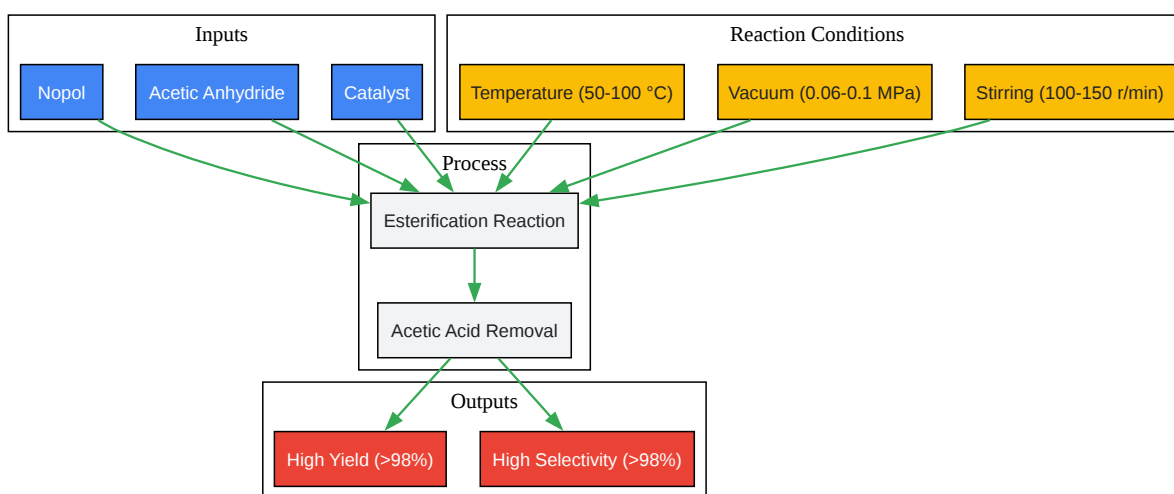 Inputs
Reaction Conditions
Nopol
Acetic Anhydride
Catalyst
Temperature (50-100 °C)
Vacuum (0.06-0.1 MPa)
Stirring (100-150 r/min)
Process
Esterification Reaction
Acetic Acid Removal
Outputs
High Yield (>98%)
High Selectivity (>98%)